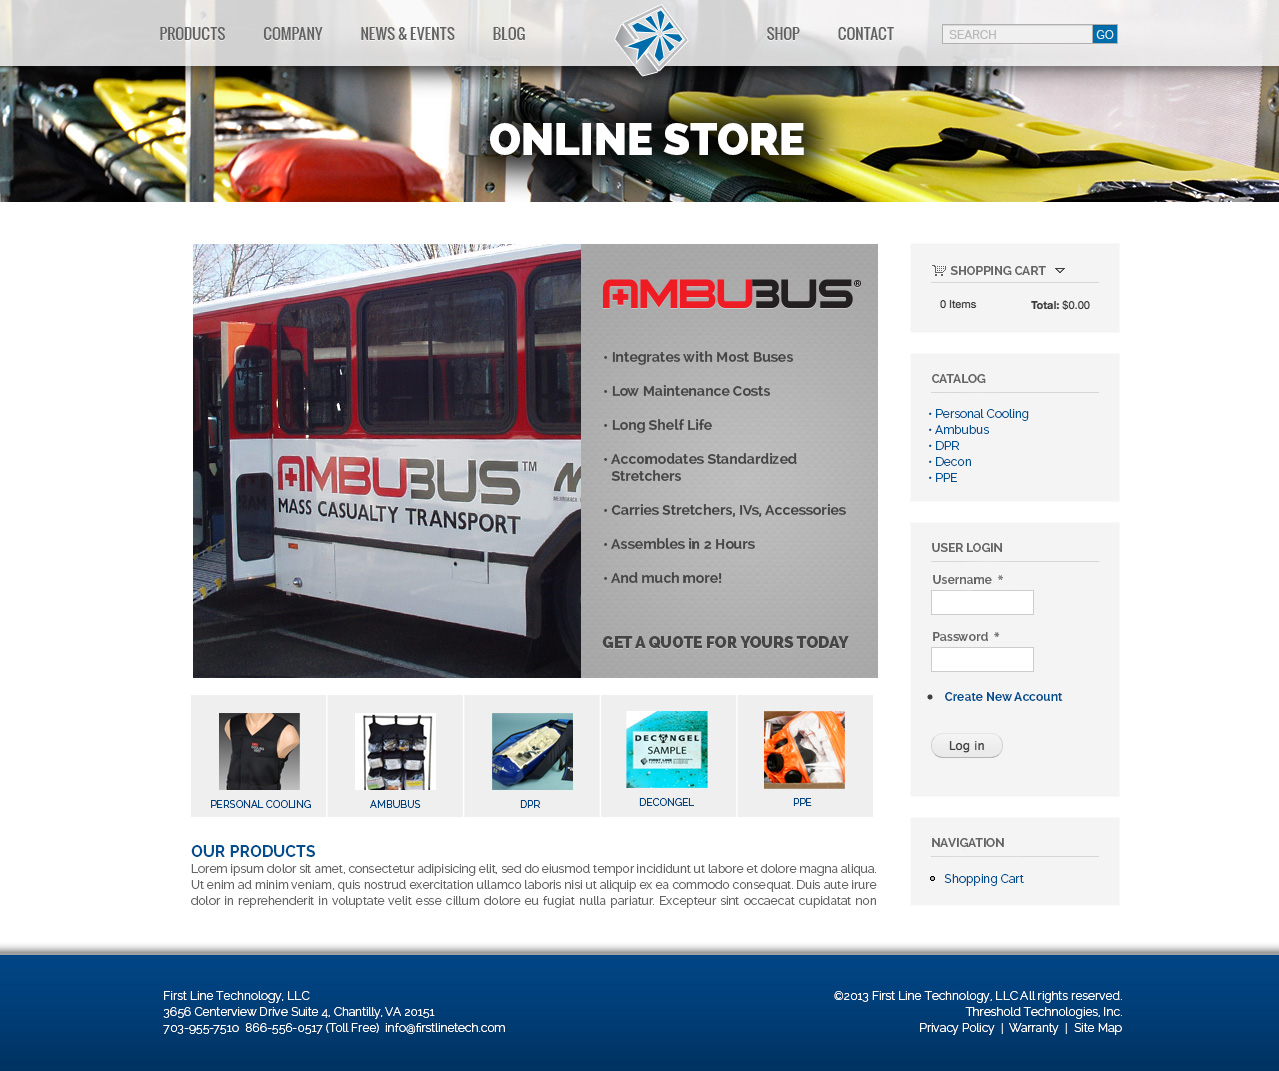 PRODUCTS COMPANY NEWS & EVENTS BLOG SHOP CONTACT SEARCH GO
ONLINE STORE
AMBUBUS™
MASS CASUALTY TRANSPORT
AMBUBUS®
• Integrates with Most Buses
• Low Maintenance Costs
• Long Shelf Life
• Accomodates Standardized
Stretchers
• Carries Stretchers, IVs, Accessories
• Assembles in 2 Hours
• And much more!
GET A QUOTE FOR YOURS TODAY
SHOPPING CART
0 Items Total: $0.00
CATALOG
• Personal Cooling
• Ambubus
• DPR
• Decon
• PPE
USER LOGIN
Username *
Password *
• Create New Account
Log in
NAVIGATION
Shopping Cart
DECONGEL
SAMPLE
FIRST LINE
PERSONAL COOLING
AMBUBUS
DPR
DECONGEL
PPE
OUR PRODUCTS
Lorem ipsum dolor sit amet, consectetur adipisicing elit, sed do eiusmod tempor incididunt ut labore et dolore magna aliqua.
Ut enim ad minim veniam, quis nostrud exercitation ullamco laboris nisi ut aliquip ex ea commodo consequat. Duis aute irure
dolor in reprehenderit in voluptate velit esse cillum dolore eu fugiat nulla pariatur. Excepteur sint occaecat cupidatat non
First Line Technology, LLC
3656 Centerview Drive Suite 4, Chantilly, VA 20151
703-955-7510 866-556-0517 (Toll Free) info@firstlinetech.com
©2013 First Line Technology, LLC All rights reserved.
Threshold Technologies, Inc.
Privacy Policy | Warranty | Site Map